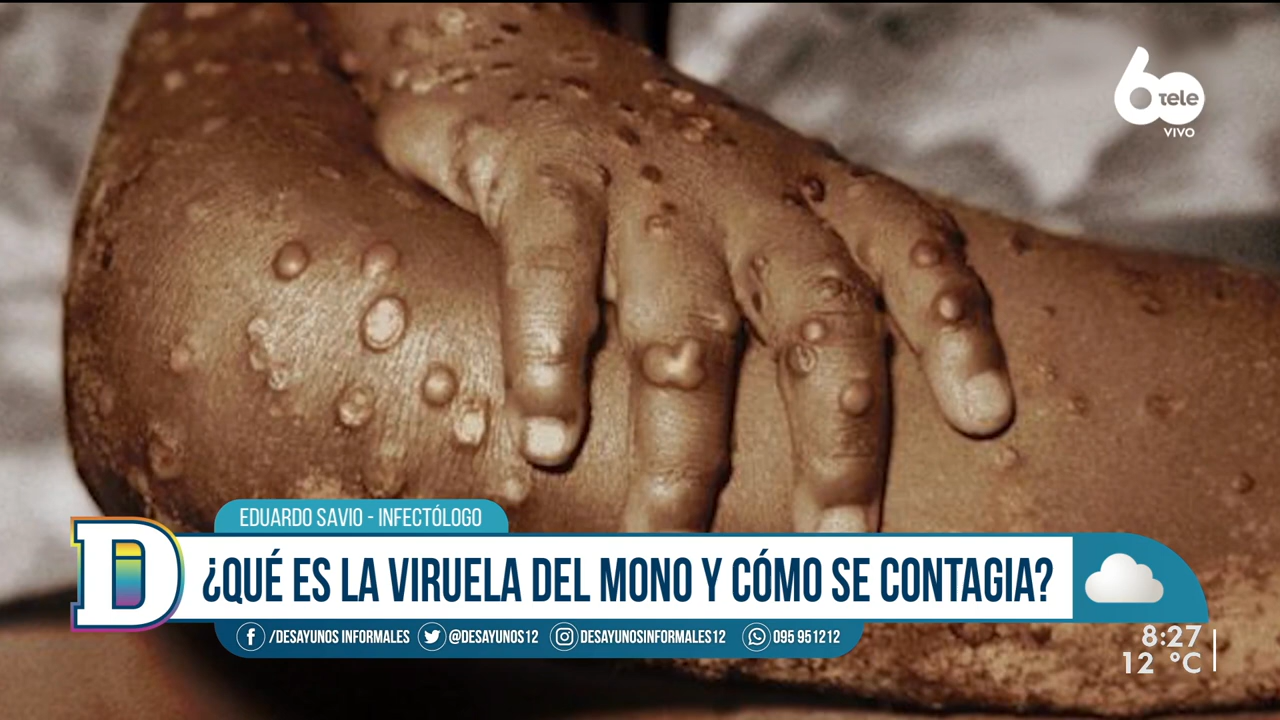 60
tele
VIVO
EDUARDO SAVIO - INFECTÓLOGO
D
¿QUÉ ES LA VIRUELA DEL MONO Y CÓMO SE CONTAGIA?
/DESAYUNOS INFORMALES @DESAYUNOS12 DESAYUNOSINFORMALES12 095 951212
8:27
12 °C